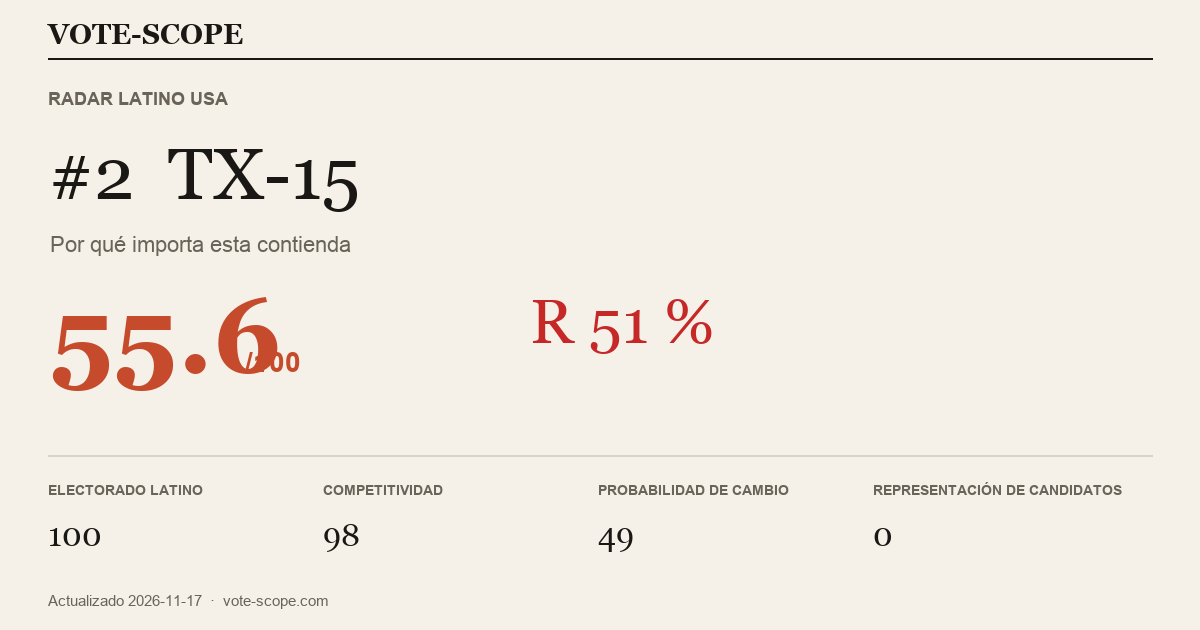 VOTE-SCOPE
RADAR LATINO USA
#2 TX-15
Por qué importa esta contienda
55.6 /100
R 51 %
ELECTORADO LATINO
100
COMPETITIVIDAD
98
PROBABILIDAD DE CAMBIO
49
REPRESENTACIÓN DE CANDIDATOS
0
Actualizado 2026-11-17 · vote-scope.com